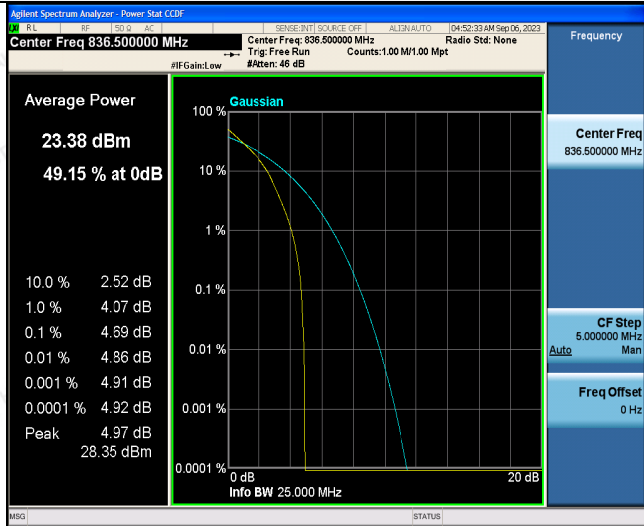 Agilent Spectrum Analyzer - Power Stat CCDF
LXI RL RF 50 Ω AC SENSE:INT SOURCE OFF ALIGN AUTO 04:52:33 AM Sep 06, 2023
Center Freq 836.500000 MHz
Center Freq: 836.500000 MHz Radio Std: None
Trig: Free Run Counts:1.00 M/1.00 Mpt
#IFGain:Low #Atten: 46 dB
Frequency
Average Power
23.38 dBm
49.15 % at 0dB
10.0 % 2.52 dB
1.0 % 4.07 dB
0.1 % 4.69 dB
0.01 % 4.86 dB
0.001 % 4.91 dB
0.0001 % 4.92 dB
Peak 4.97 dB
28.35 dBm
Gaussian
100 %
10 %
1 %
0.1 %
0.01 %
0.001 %
0.0001 %
0 dB 20 dB
Info BW 25.000 MHz
Center Freq
836.500000 MHz
CF Step
5.000000 MHz
Auto Man
Freq Offset
0 Hz
MSG STATUS